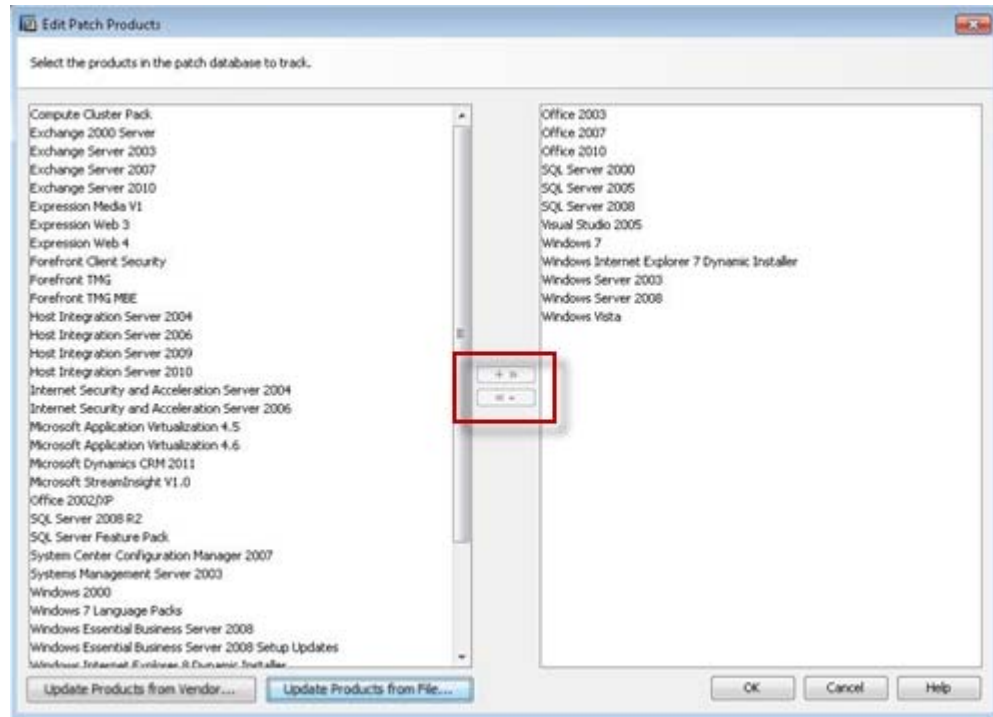 Edit Patch Products
Select the products in the patch database to track.
Compute Cluster Pack
Exchange 2000 Server
Exchange Server 2003
Exchange Server 2007
Exchange Server 2010
Expression Media V1
Expression Web 3
Expression Web 4
Forefront Client Security
Forefront TMG
Forefront TMG MBE
Host Integration Server 2004
Host Integration Server 2006
Host Integration Server 2009
Host Integration Server 2010
Internet Security and Acceleration Server 2004
Internet Security and Acceleration Server 2006
Microsoft Application Virtualization 4.5
Microsoft Application Virtualization 4.6
Microsoft Dynamics CRM 2011
Microsoft StreamInsight V1.0
Office 2002/XP
SQL Server 2008 R2
SQL Server Feature Pack
System Center Configuration Manager 2007
Systems Management Server 2003
Windows 2000
Windows 7 Language Packs
Windows Essential Business Server 2008
Windows Essential Business Server 2008 Setup Updates
Windows Internet Explorer 8 Dynamic Installer
Office 2003
Office 2007
Office 2010
SQL Server 2000
SQL Server 2005
SQL Server 2008
Visual Studio 2005
Windows 7
Windows Internet Explorer 7 Dynamic Installer
Windows Server 2003
Windows Server 2008
Windows Vista
Update Products from Vendor...
Update Products from File...
OK
Cancel
Help